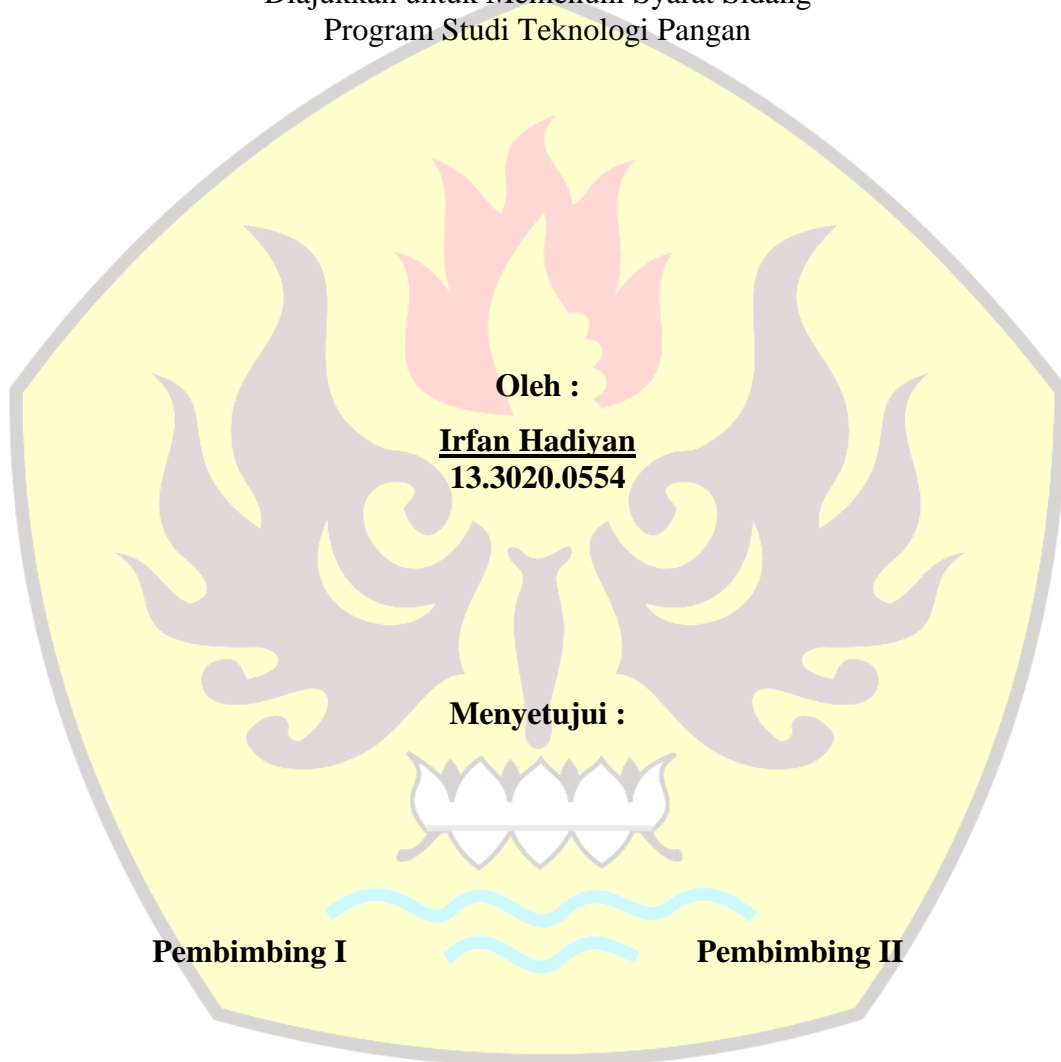 Diajukkan untuk Memenuhi Syarat Sidang
Program Studi Teknologi Pangan
Oleh :
Irfan Hadiyan
13.3020.0554
Menyetujui :
Pembimbing I Pembimbing II